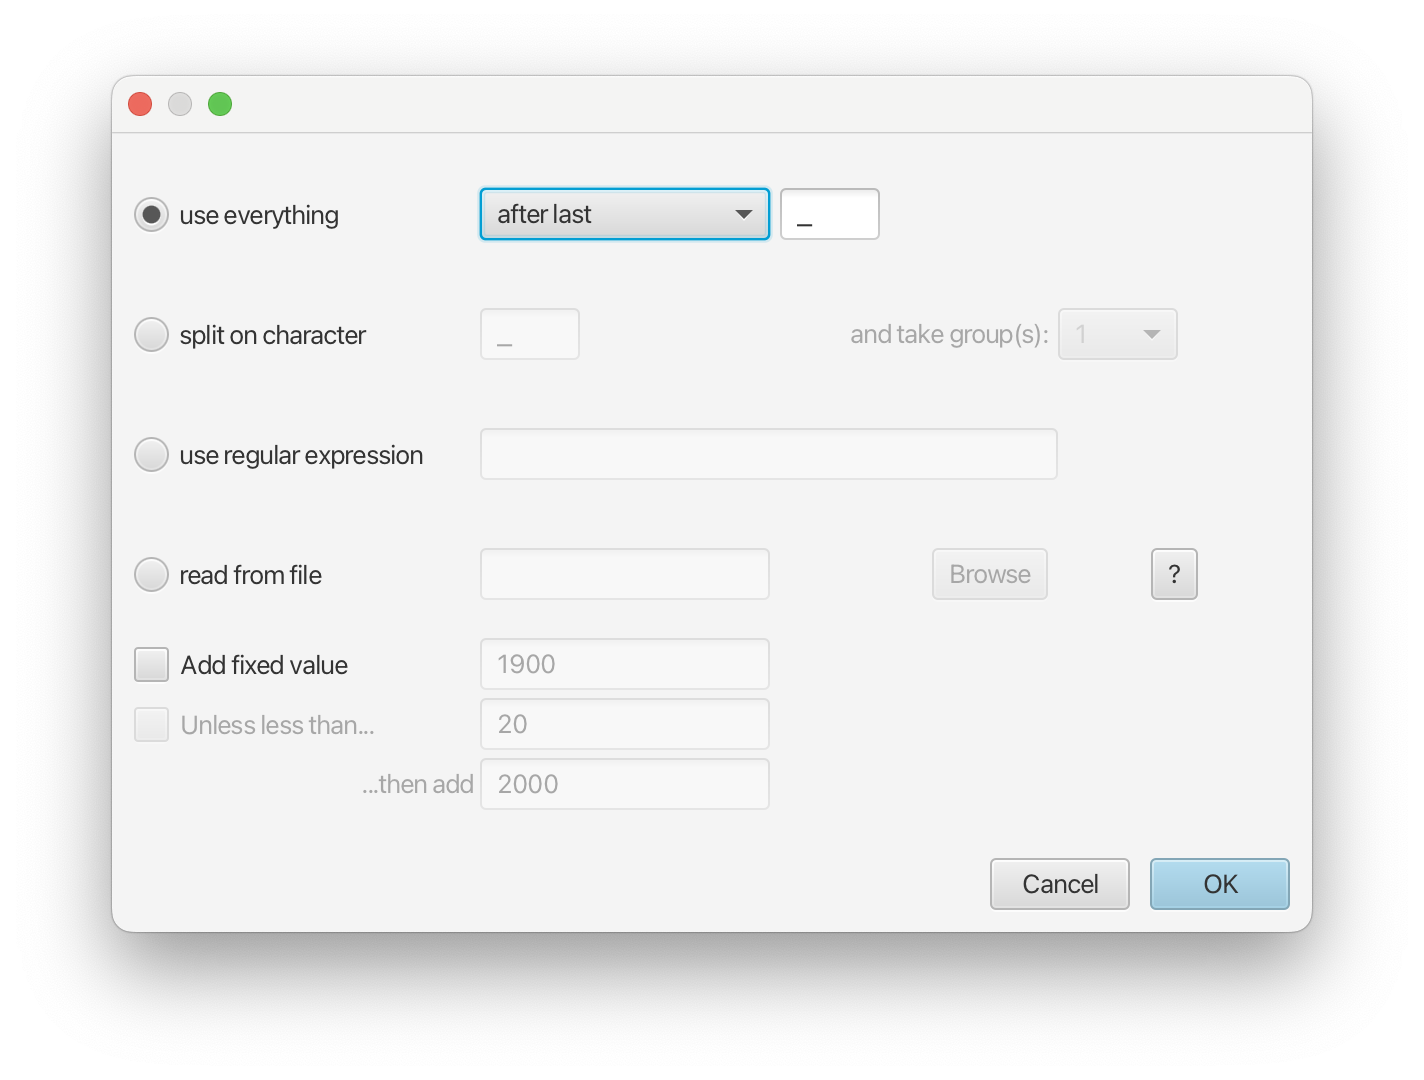 use everything after last _
split on character _ and take group(s): 1
use regular expression
read from file Browse ?
Add fixed value 1900
Unless less than... 20
...then add 2000
Cancel OK